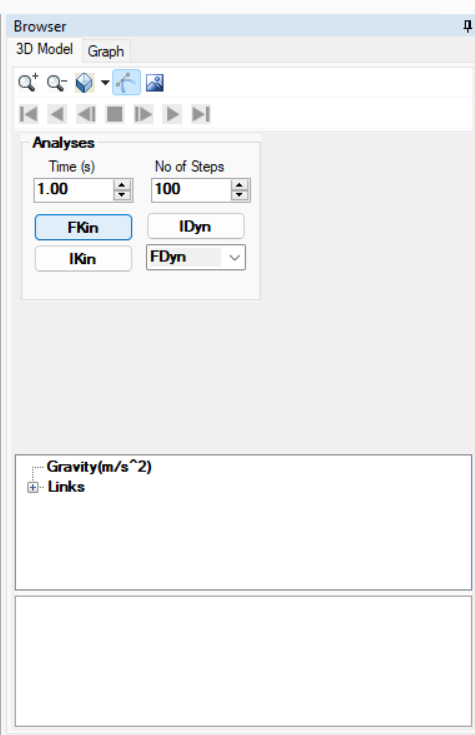 Browser
3D Model Graph
Analyses
Time (s) No of Steps
1.00 100
FKin IDyn
IKin FDyn
Gravity(m/s^2)
Links